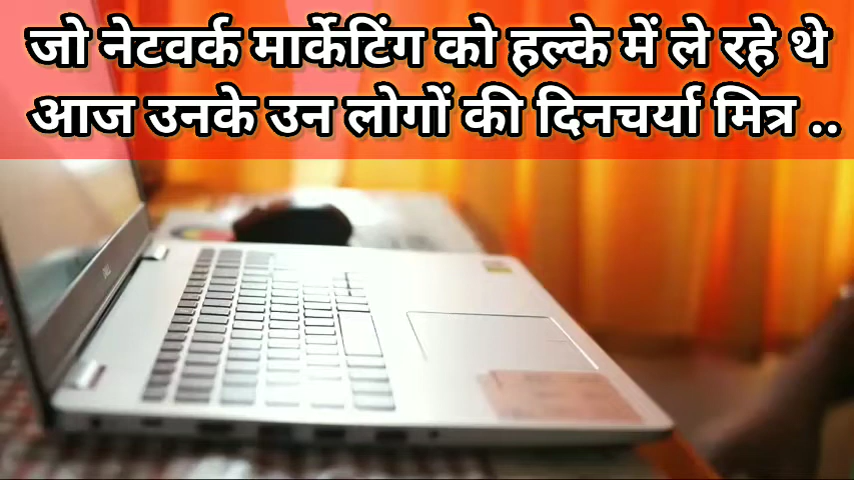 जो नेटवर्क मार्केटिंग को हल्के में ले रहे थे
आज उनके उन लोगों की दिनचर्या मित्र ..